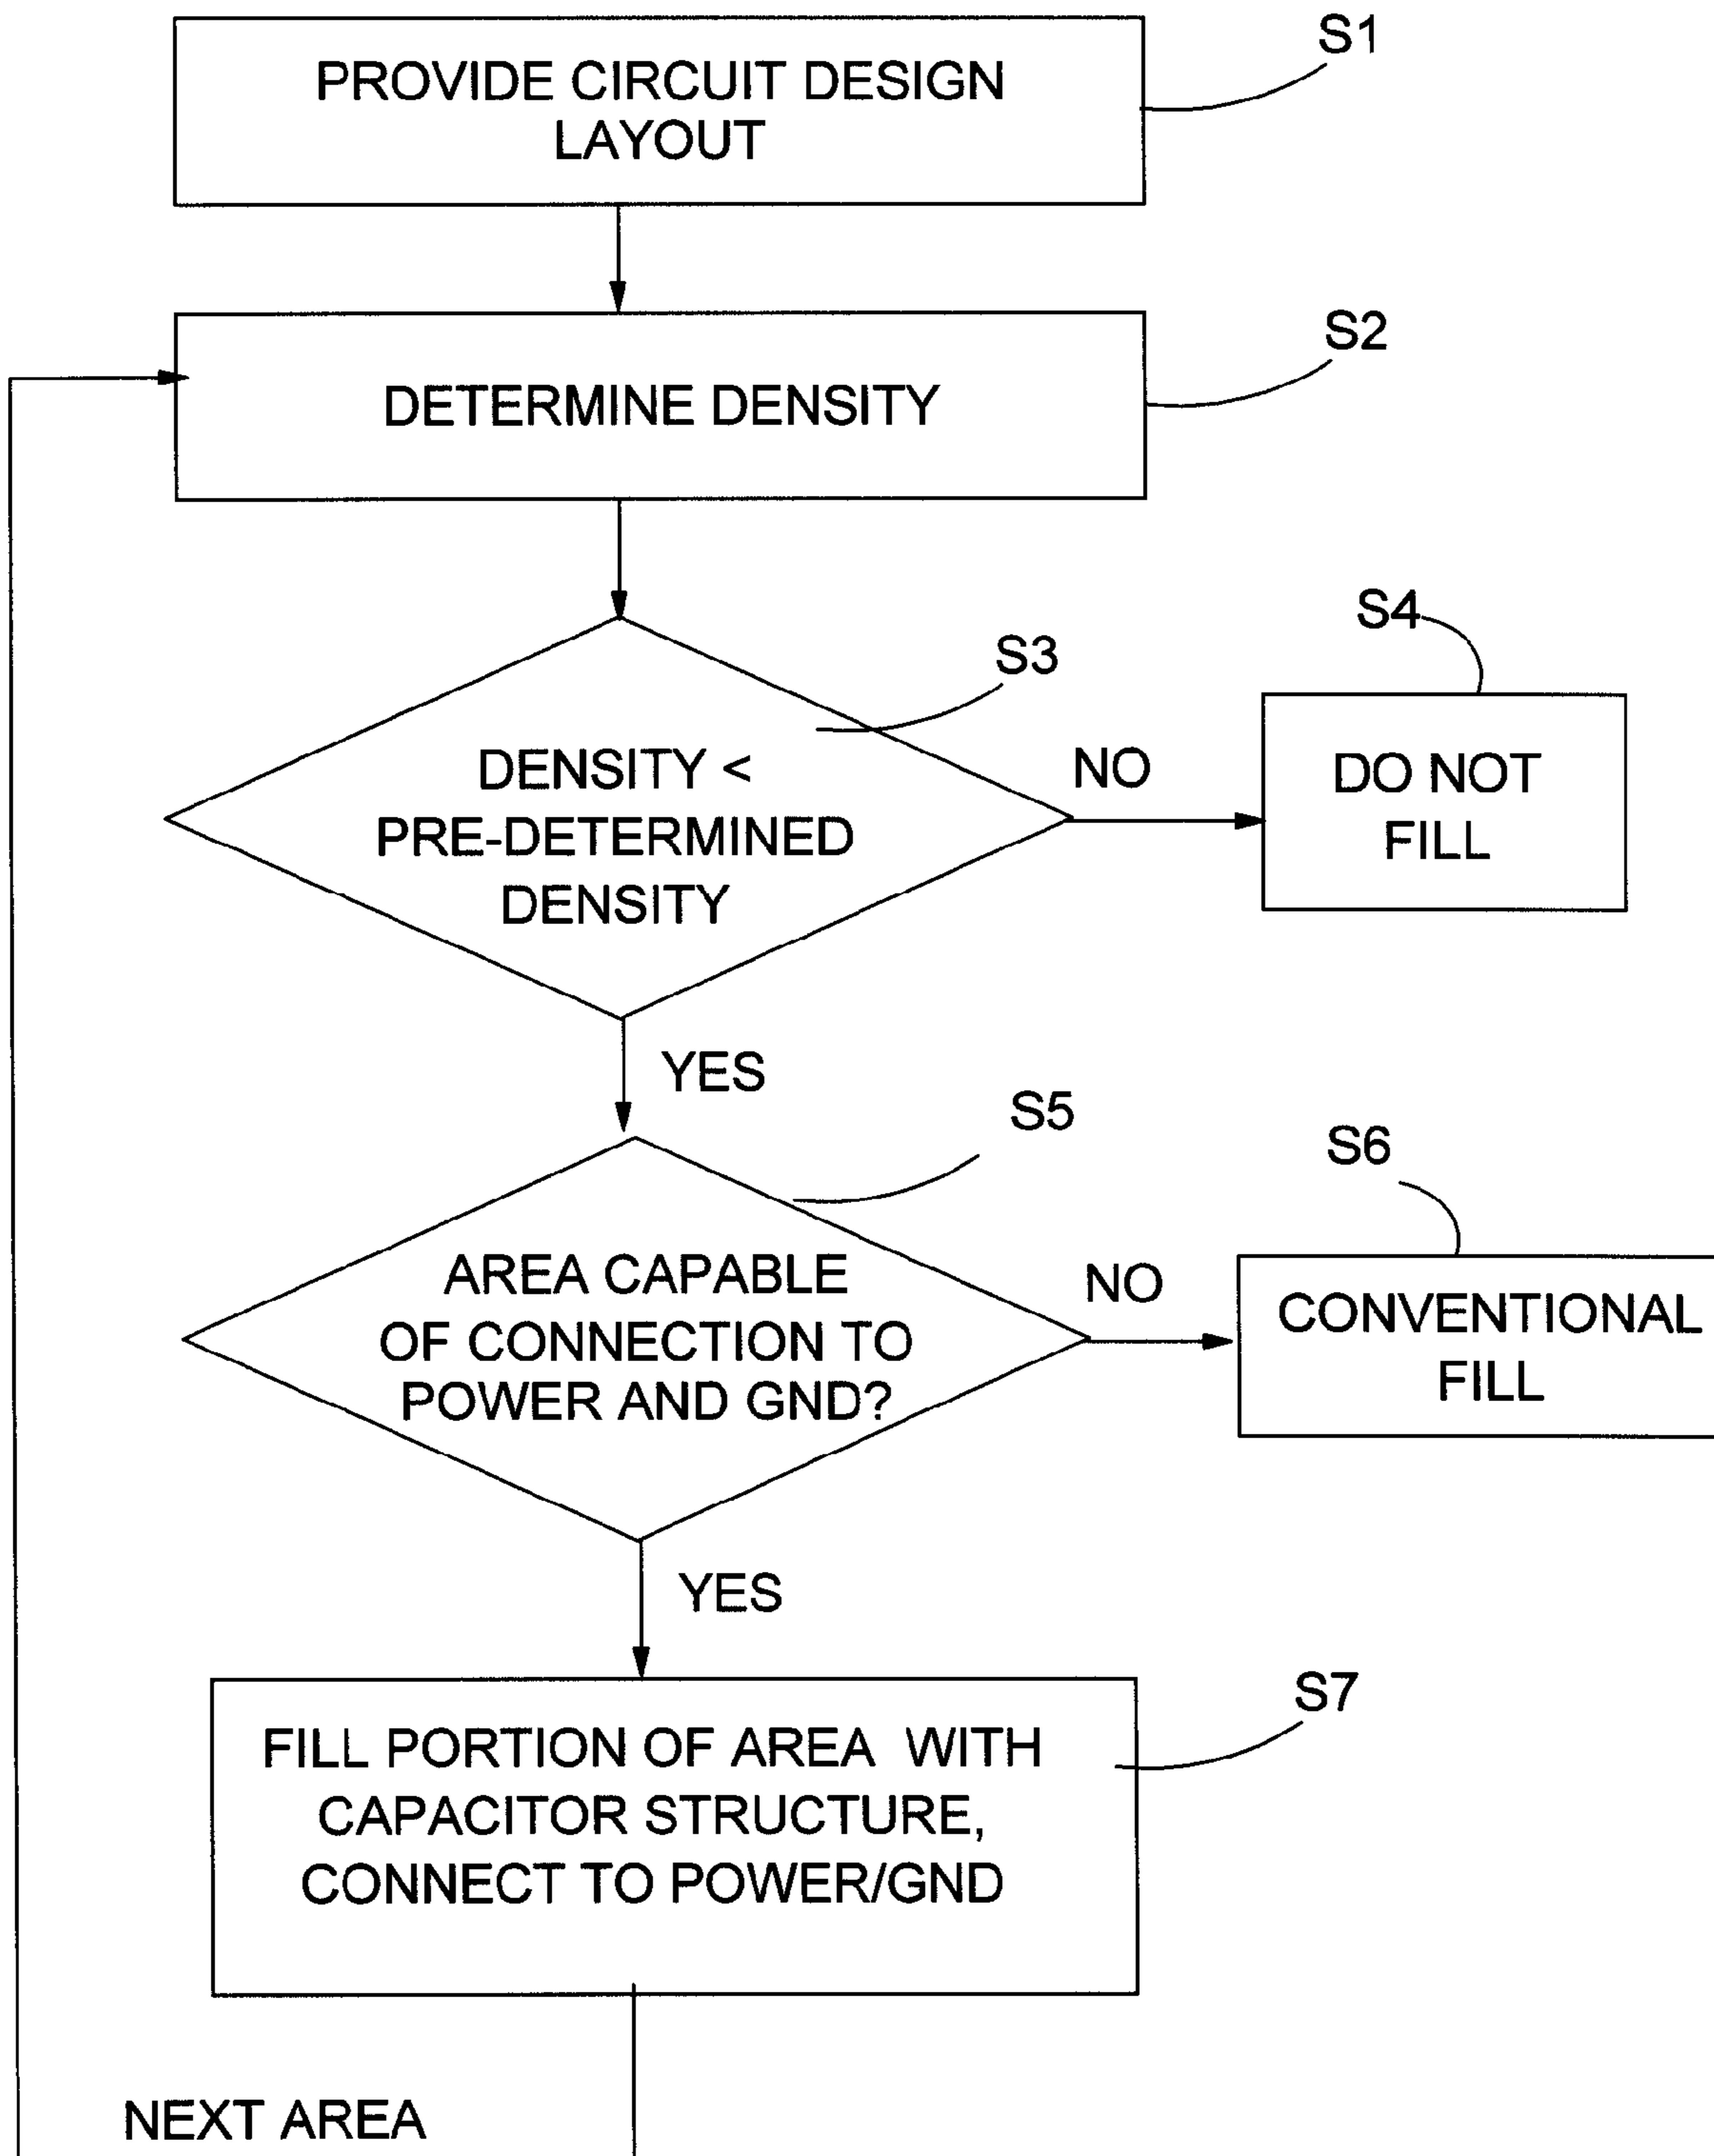 S1
PROVIDE CIRCUIT DESIGN
LAYOUT
S2
DETERMINE DENSITY
S3
DENSITY <
PRE-DETERMINED
DENSITY
NO
S4
DO NOT
FILL
YES
S5
AREA CAPABLE
OF CONNECTION TO
POWER AND GND?
NO
S6
CONVENTIONAL
FILL
YES
S7
FILL PORTION OF AREA WITH
CAPACITOR STRUCTURE,
CONNECT TO POWER/GND
NEXT AREA